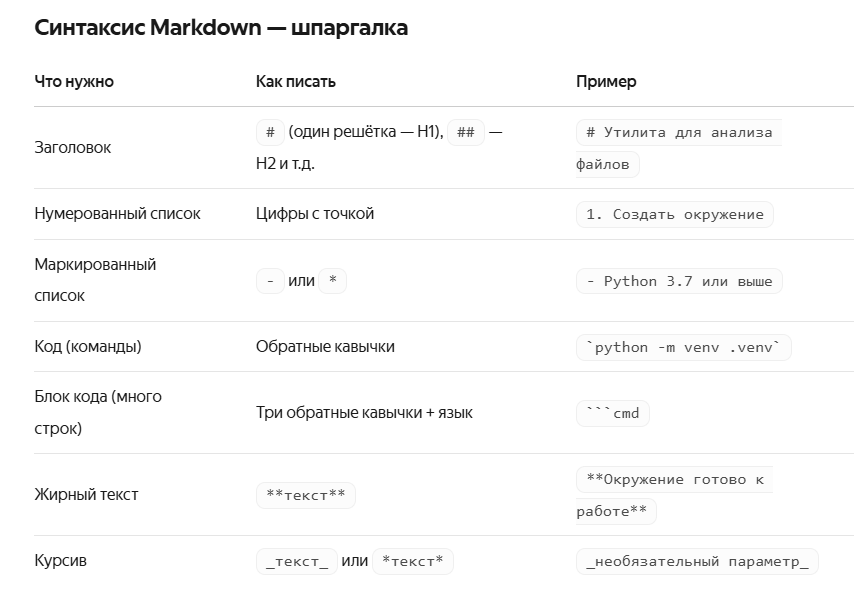 Синтаксис Markdown — шпаргалка
Что нужно Как писать Пример
Заголовок # (один решётка — H1), ## — H2 и т.д. # Утилита для анализа файлов
Нумерованный список Цифры с точкой 1. Создать окружение
Маркированный список - или * - Python 3.7 или выше
Код (команды) Обратные кавычки `python -m venv .venv`
Блок кода (много строк) Три обратные кавычки + язык ```cmd
Жирный текст **текст** **Окружение готово к работе**
Курсив _текст_ или *текст* _необязательный параметр_